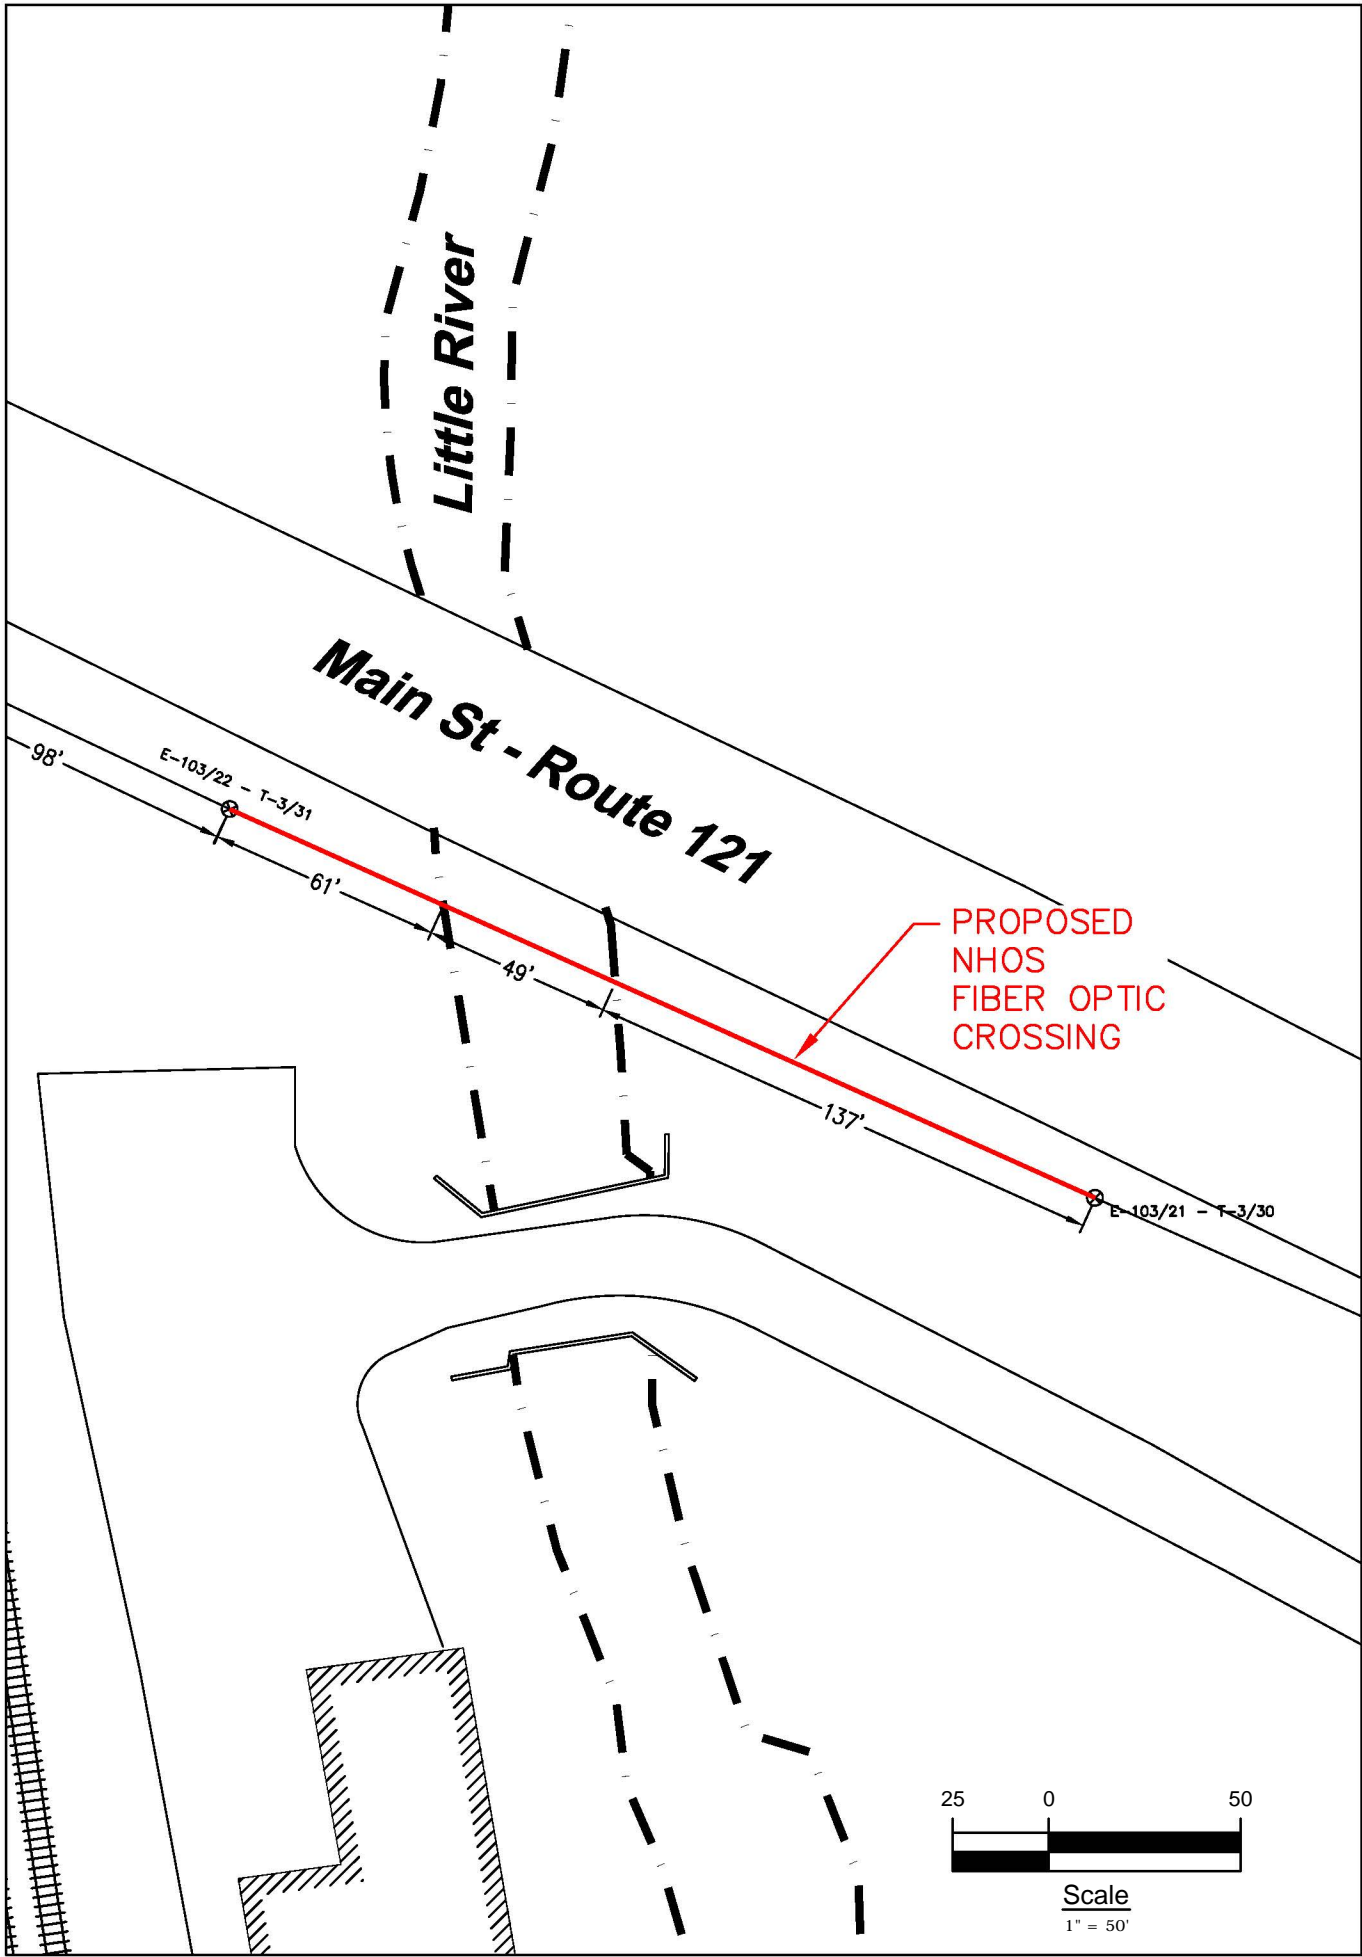 Little River
Main St - Route 121
98'
E-103/22 - T-3/31
61'
49'
PROPOSED
NHOS
FIBER OPTIC
CROSSING
137'
E-103/21 - T-3/30
25 0 50
Scale
1" = 50'